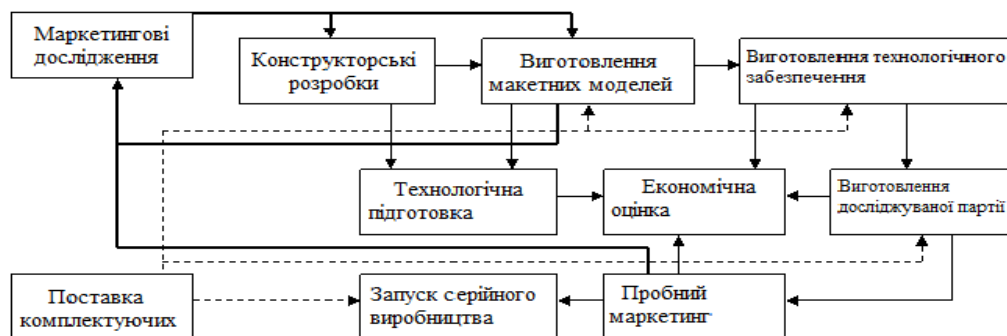 Маркетингові
дослідження
Конструкторські
розробки
Виготовлення
макетних моделей
Виготовлення технологічного
забезпечення
Технологічна
підготовка
Економічна
оцінка
Виготовлення
досліджуваної партії
Поставка
комплектуючих
Запуск серійного
виробництва
Пробний
маркетинг